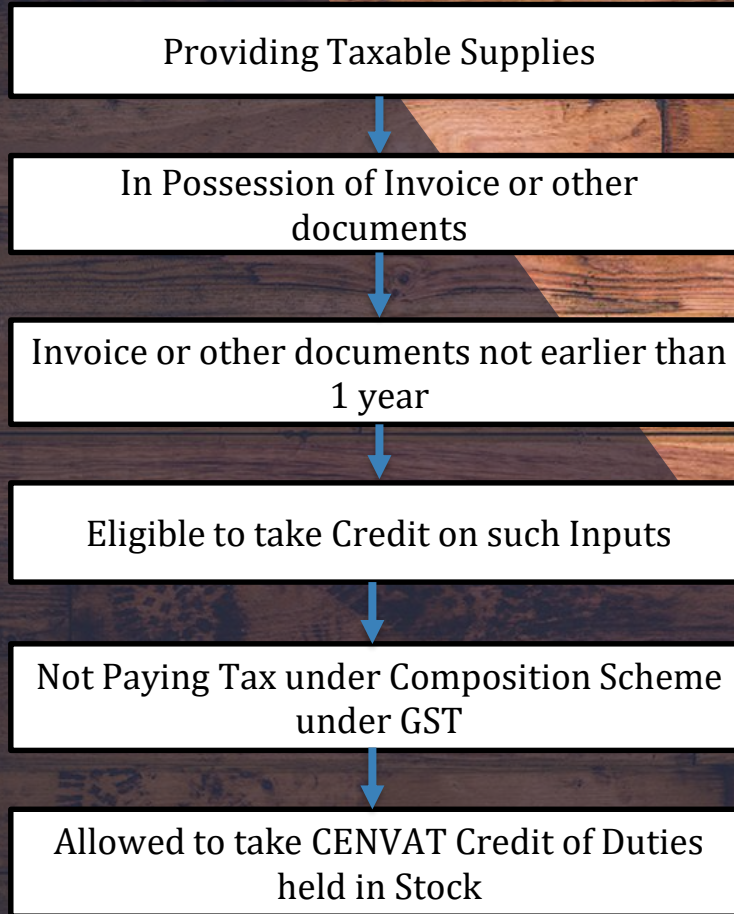 Providing Taxable Supplies
In Possession of Invoice or other
documents
Invoice or other documents not earlier than
1 year
Eligible to take Credit on such Inputs
Not Paying Tax under Composition Scheme
under GST
Allowed to take CENVAT Credit of Duties
held in Stock